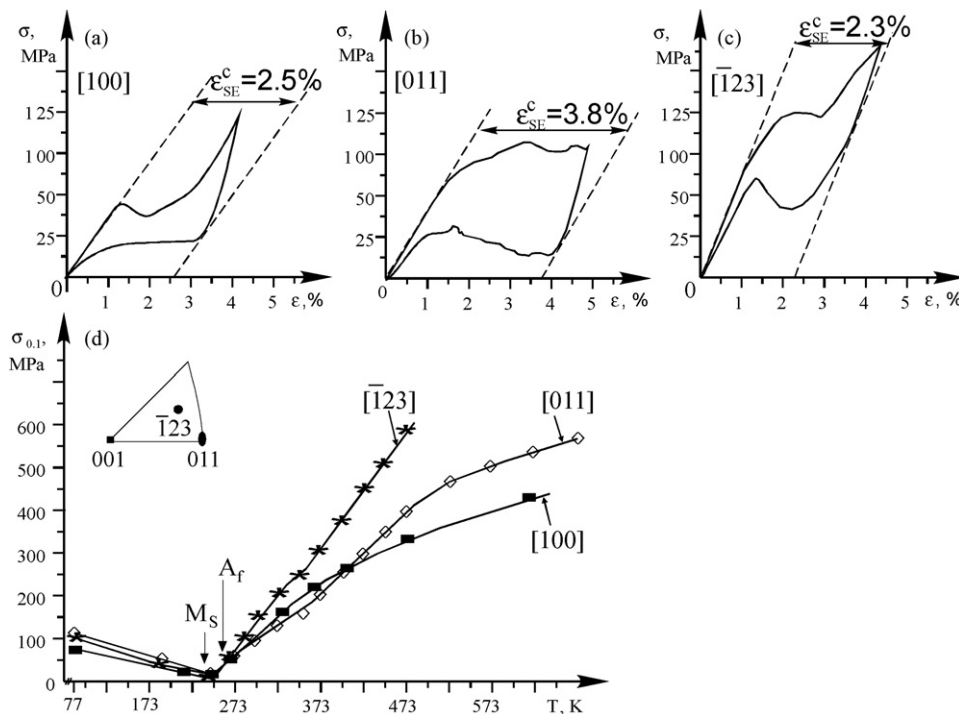 σ, MPa (a) [100] ε^c_SE=2.5%
125
100
50
25
0 1 2 3 4 5 ε, %
σ, MPa (b) [011] ε^c_SE=3.8%
125
100
50
25
0 1 2 3 4 5 ε, %
σ, MPa (c) [1̅23] ε^c_SE=2.3%
125
100
50
25
0 1 2 3 4 5 ε, %
σ 0.1, MPa (d)
[1̅23]
[011]
1̅23
001 011
[100]
A_f
M_S
600
500
400
300
200
100
0
77 173 273 373 473 573 T, K